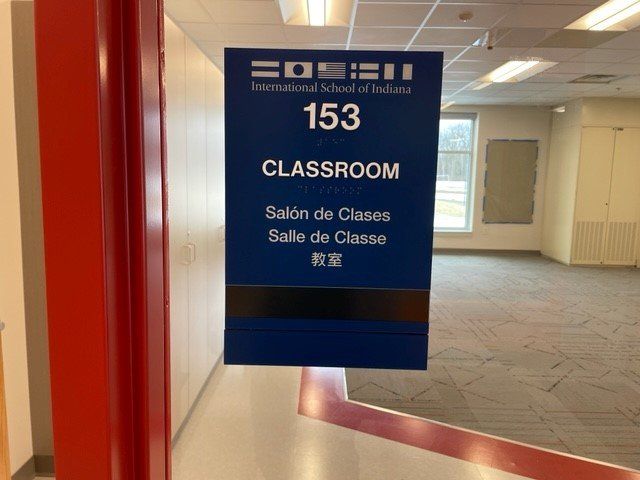 International School of Indiana
153
CLASSROOM
Salón de Clases
Salle de Classe
教室